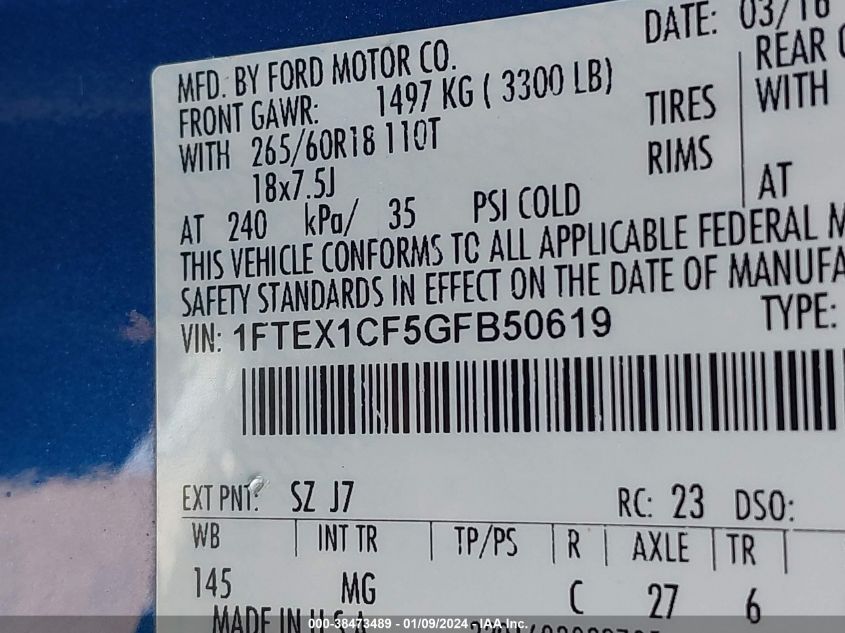 DATE: 03/16
MFD. BY FORD MOTOR CO.
FRONT GAWR: 1497 KG ( 3300 LB)
REAR
WITH 265/60R18 110T TIRES WITH
18x7.5J RIMS
AT 240 kPa/ 35 PSI COLD AT
THIS VEHICLE CONFORMS TO ALL APPLICABLE FEDERAL M
SAFETY STANDARDS IN EFFECT ON THE DATE OF MANUFA
VIN: 1FTEX1CF5GFB50619 TYPE:
EXT PNT: SZ J7 RC: 23 DSO:
WB INT TR TP/PS R AXLE TR
145 MG C 27 6
MADE IN U.S.A.
000-38473489 - 01/09/2024 - IAA, Inc.